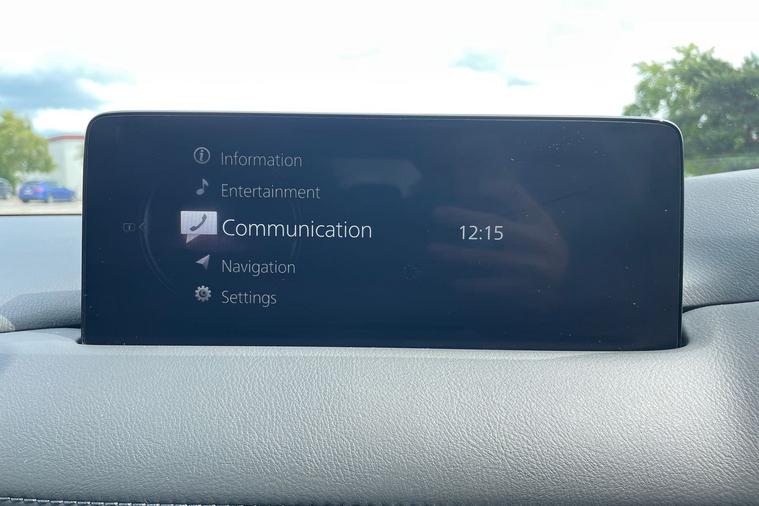 Information
Entertainment
Communication
12:15
Navigation
Settings